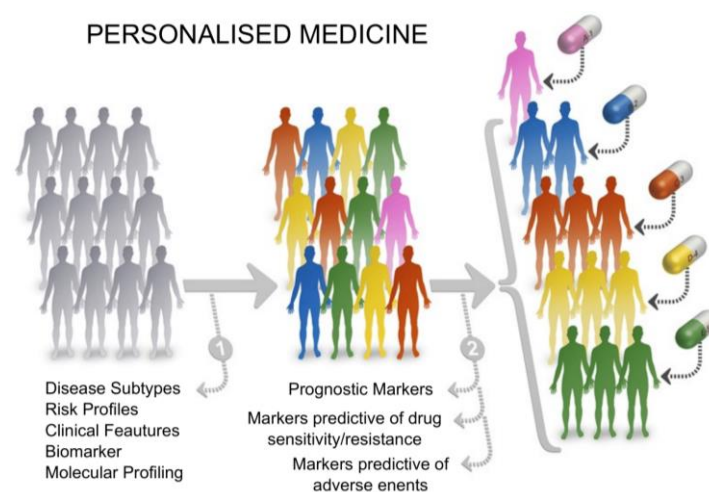 PERSONALISED MEDICINE
1
Disease Subtypes
Risk Profiles
Clinical Feautures
Biomarker
Molecular Profiling
2
Prognostic Markers
Markers predictive of drug
sensitivity/resistance
Markers predictive of
adverse enents